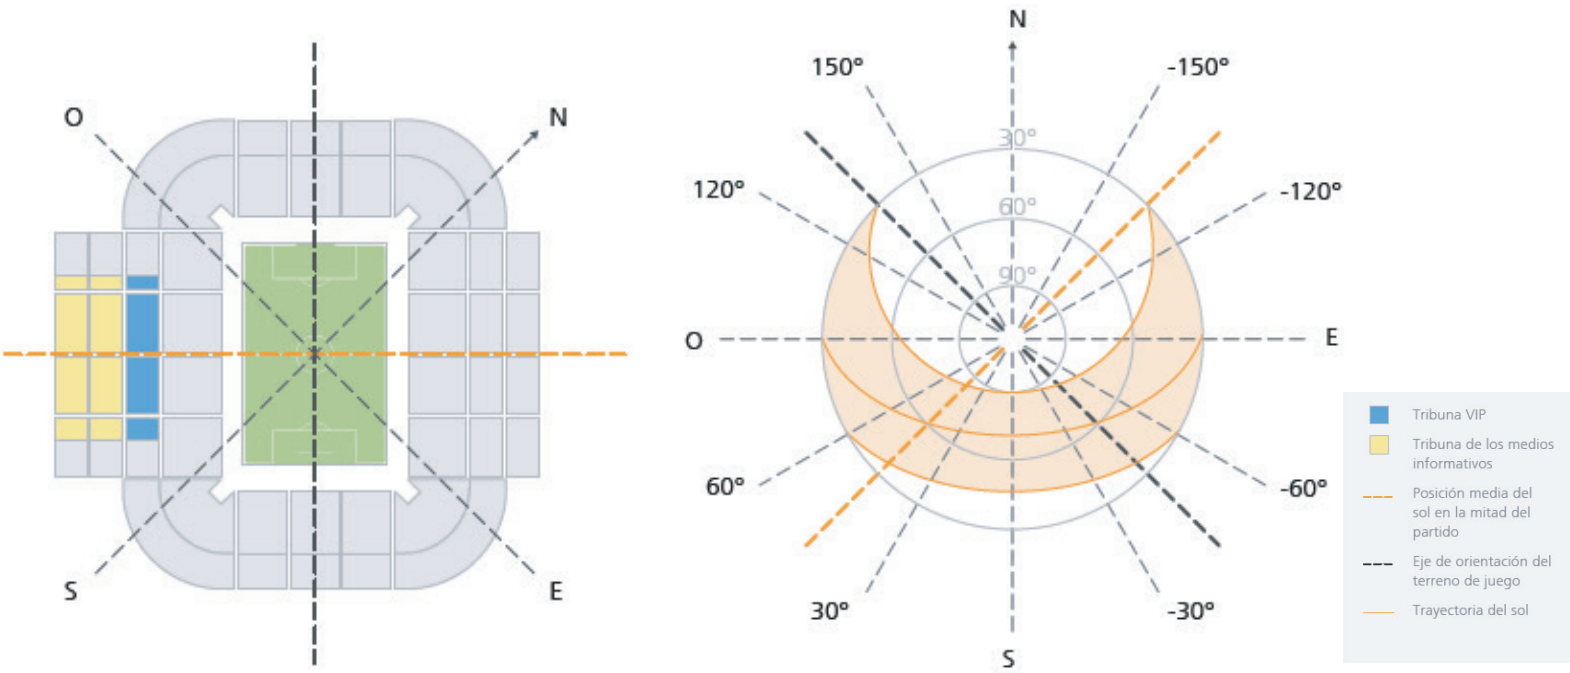 O
N
S
E
N
150°
-150°
30°
120°
60°
-120°
90°
O
E
60°
-60°
30°
-30°
S
Tribuna VIP
Tribuna de los medios
informativos
Posición media del
sol en la mitad del
partido
Eje de orientación del
terreno de juego
Trayectoria del sol